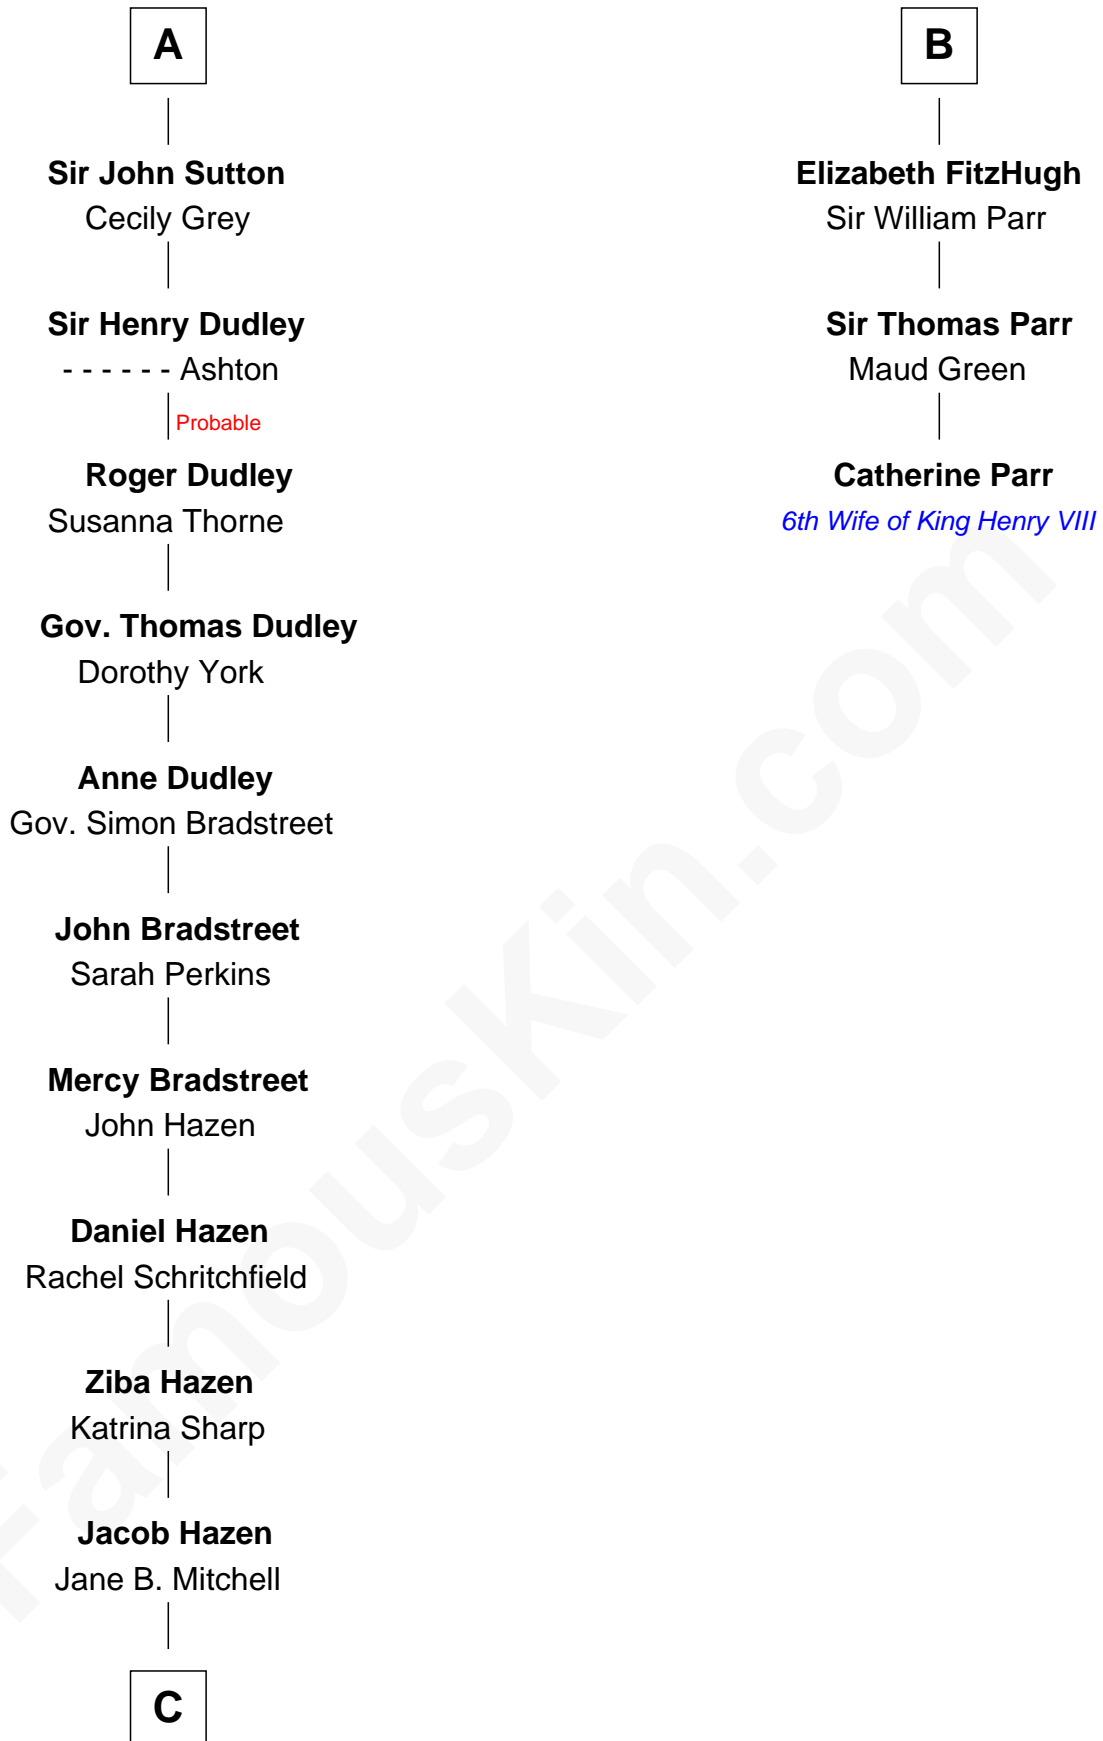 A
Sir John Sutton
Cecily Grey
Sir Henry Dudley
- - - - - - Ashton
Probable
Roger Dudley
Susanna Thorne
Gov. Thomas Dudley
Dorothy York
Anne Dudley
Gov. Simon Bradstreet
John Bradstreet
Sarah Perkins
Mercy Bradstreet
John Hazen
Daniel Hazen
Rachel Schritchfield
Ziba Hazen
Katrina Sharp
Jacob Hazen
Jane B. Mitchell
C
B
Elizabeth FitzHugh
Sir William Parr
Sir Thomas Parr
Maud Green
Catherine Parr
6th Wife of King Henry VIII
FamousKin.com